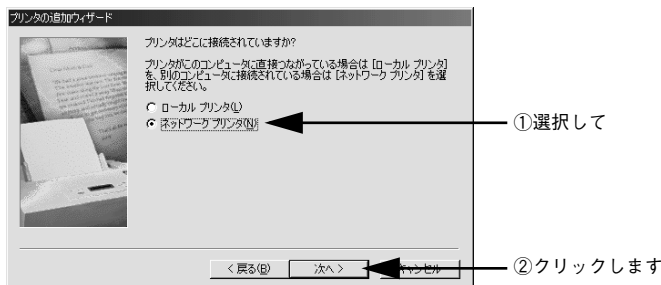 プリンタの追加ウィザード
プリンタはどこに接続されていますか?
プリンタがこのコンピュータに直接つながっている場合は [ローカル プリンタ]
を、別のコンピュータに接続されている場合は [ネットワーク プリンタ] を選
択してください。
ローカル プリンタ(L)
ネットワーク プリンタ(N)
①選択して
< 戻る(B)
次へ >
キャンセル
②クリックします